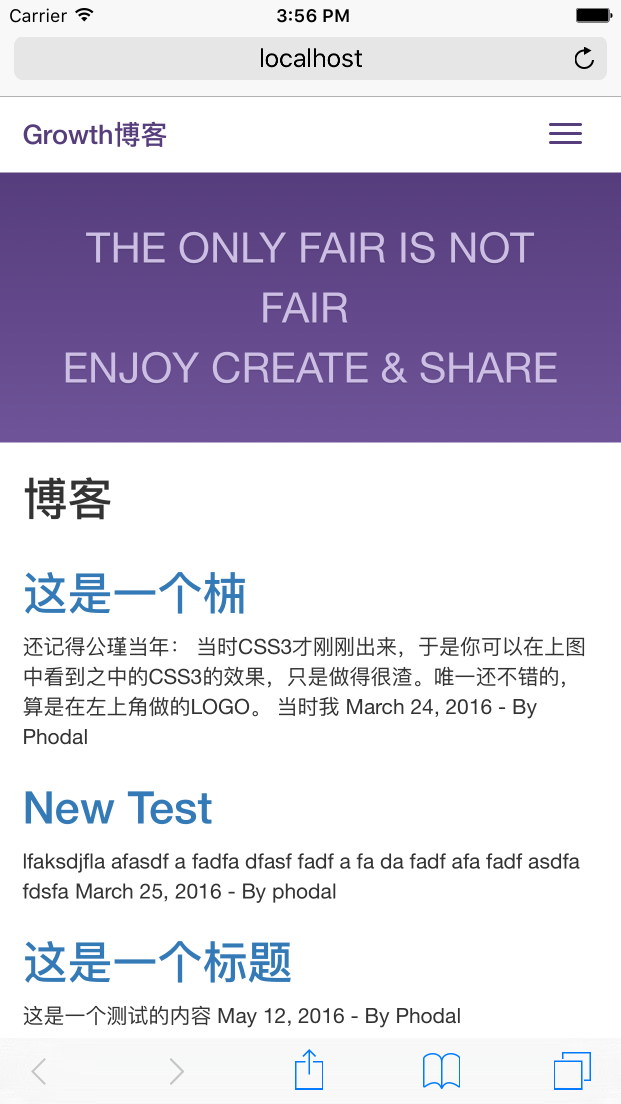 Carrier 3:56 PM
localhost
Growth博客
THE ONLY FAIR IS NOT
FAIR
ENJOY CREATE & SHARE
博客
这是一个栯
还记得公瑾当年： 当时CSS3才刚刚出来，于是你可以在上图
中看到之中的CSS3的效果，只是做得很渣。唯一还不错的，
算是在左上角做的LOGO。 当时我 March 24, 2016 - By
Phodal
New Test
lfaksdjfla afasdf a fadfa dfasf fadf a fa da fadf afa fadf asdfa
fdsfa March 25, 2016 - By phodal
这是一个标题
这是一个测试的内容 May 12, 2016 - By Phodal